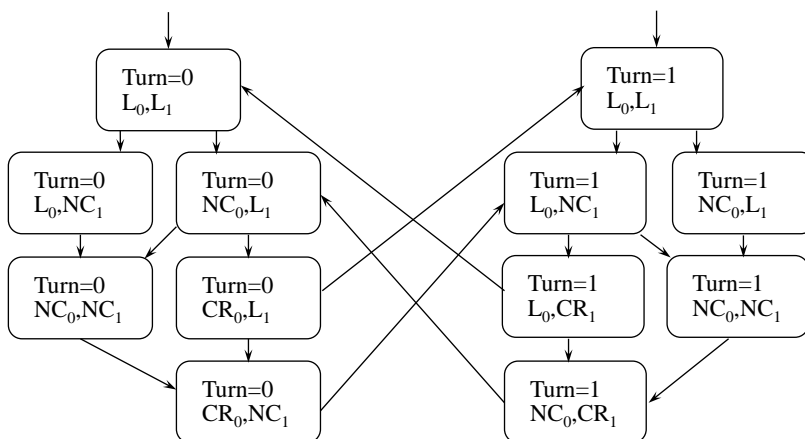 Turn=0
L₀,L₁
Turn=1
L₀,L₁
Turn=0
L₀,NC₁
Turn=0
NC₀,L₁
Turn=1
L₀,NC₁
Turn=1
NC₀,L₁
Turn=0
NC₀,NC₁
Turn=0
CR₀,L₁
Turn=1
L₀,CR₁
Turn=1
NC₀,NC₁
Turn=0
CR₀,NC₁
Turn=1
NC₀,CR₁